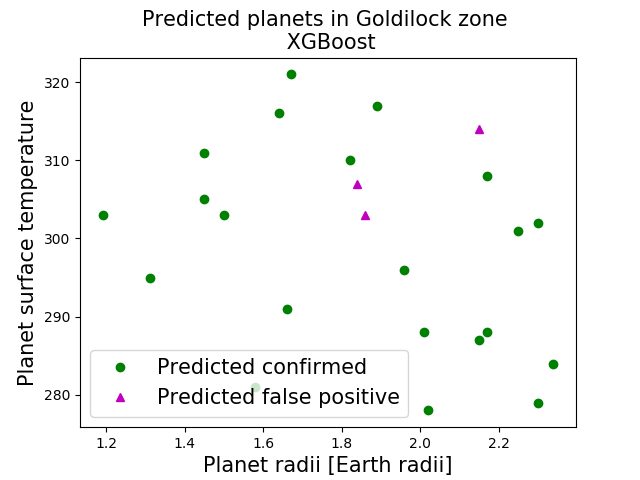 Predicted planets in Goldilock zone
XGBoost
Planet surface temperature
320
310
300
290
280
Predicted confirmed
Predicted false positive
1.2 1.4 1.6 1.8 2.0 2.2
Planet radii [Earth radii]